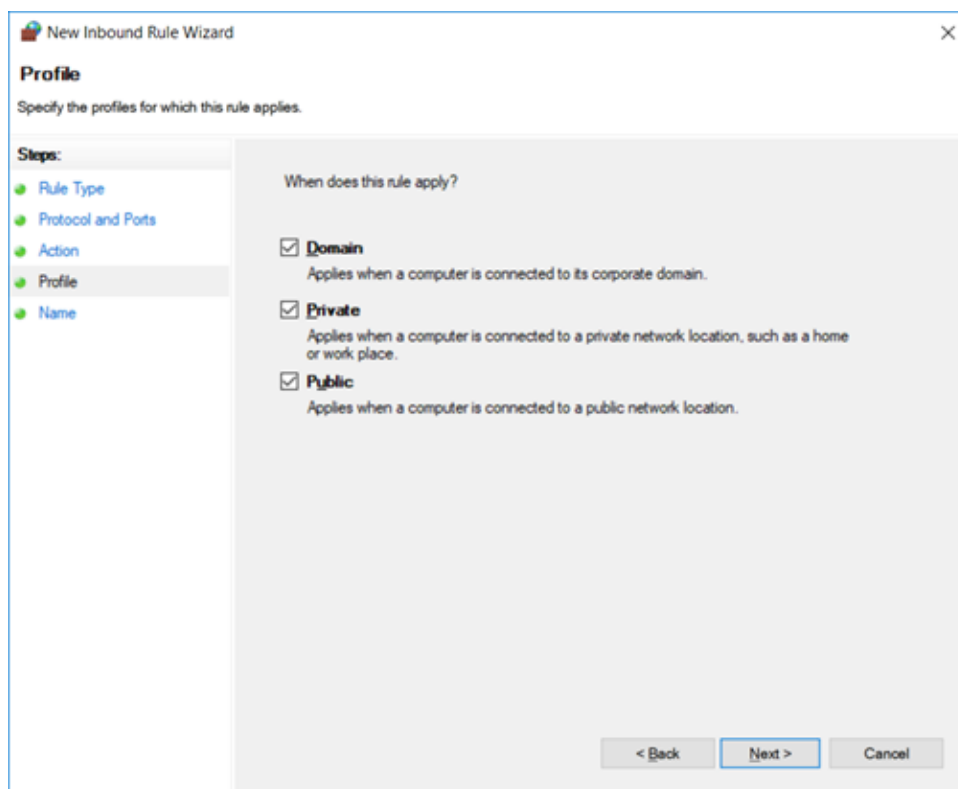 New Inbound Rule Wizard
Profile
Specify the profiles for which this rule applies.
Steps:
Rule Type
Protocol and Ports
Action
Profile
Name
When does this rule apply?
Domain
Applies when a computer is connected to its corporate domain.
Private
Applies when a computer is connected to a private network location, such as a home
or work place.
Public
Applies when a computer is connected to a public network location.
< Back
Next >
Cancel